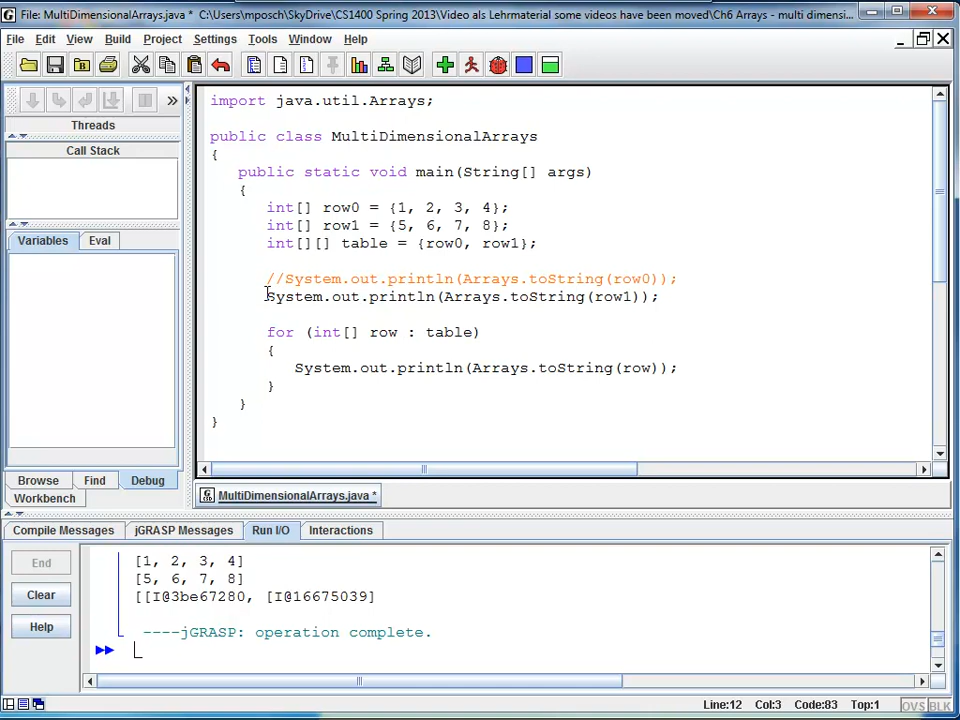 File: MultiDimensionalArrays.java * C:\Users\mposch\SkyDrive\CS1400 Spring 2013\Video als Lehrmaterial some videos have been moved\Ch6 Arrays - multi dimensi...
File Edit View Build Project Settings Tools Window Help
Threads
Call Stack
Variables Eval
Browse Find Debug
Workbench
import java.util.Arrays;
public class MultiDimensionalArrays
{
public static void main(String[] args)
{
int[] row0 = {1, 2, 3, 4};
int[] row1 = {5, 6, 7, 8};
int[][] table = {row0, row1};
//System.out.println(Arrays.toString(row0));
System.out.println(Arrays.toString(row1));
for (int[] row : table)
{
System.out.println(Arrays.toString(row));
}
}
}
MultiDimensionalArrays.java *
Compile Messages jGRASP Messages Run I/O Interactions
End
Clear
Help
[1, 2, 3, 4]
[5, 6, 7, 8]
[[I@3be67280, [I@16675039]
----jGRASP: operation complete.
Line:12 Col:3 Code:83 Top:1 OVS BLK